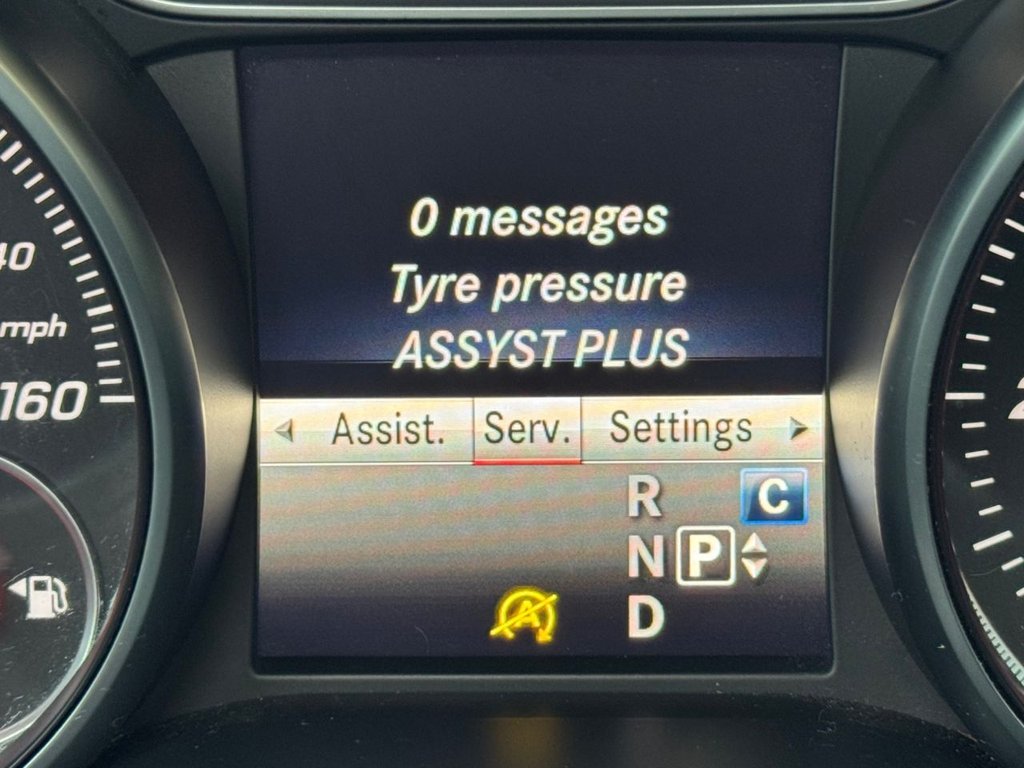 0 messages
Tyre pressure
ASSYST PLUS
Assist. Serv. Settings
mph
160
R C
N P
A D